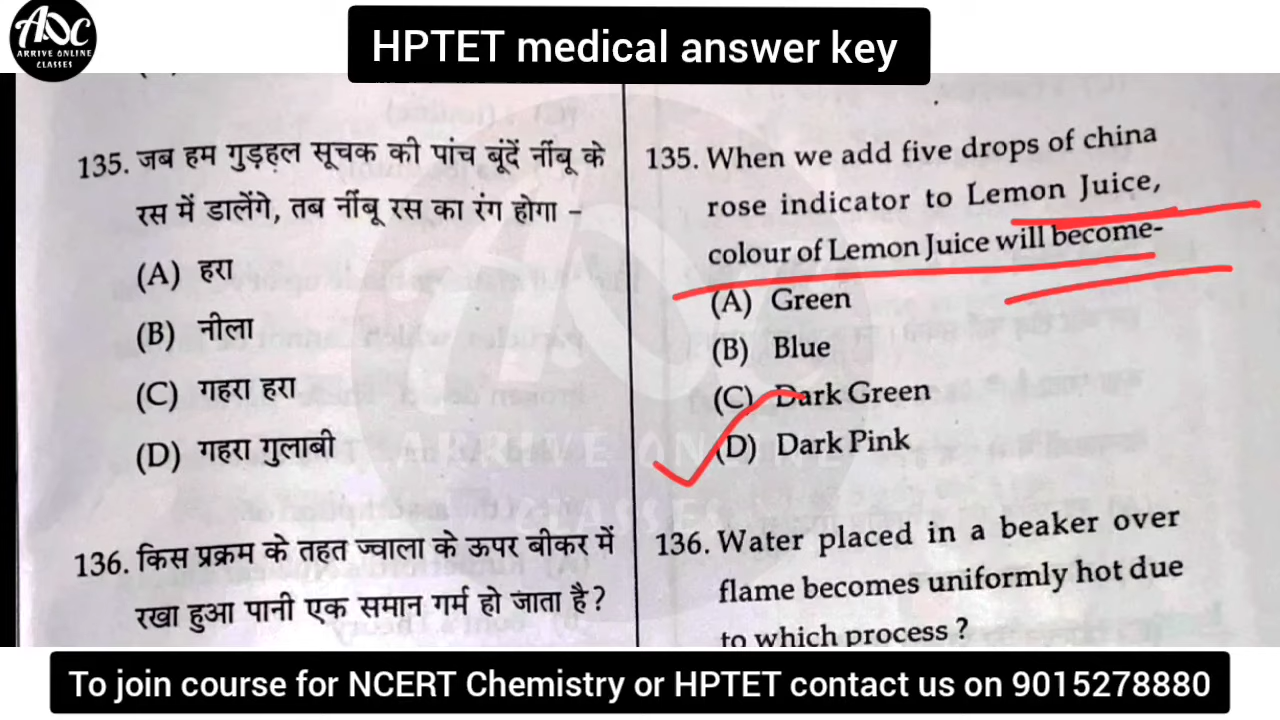 AOC
ARRIVE ONLINE
CLASSES
HPTET medical answer key
135. जब हम गुड़हल सूचक की पांच बूंदें नींबू के
रस में डालेंगे, तब नींबू रस का रंग होगा –
(A) हरा
(B) नीला
(C) गहरा हरा
(D) गहरा गुलाबी
136. किस प्रक्रम के तहत ज्वाला के ऊपर बीकर में
रखा हुआ पानी एक समान गर्म हो जाता है?
135. When we add five drops of china
rose indicator to Lemon Juice,
colour of Lemon Juice will become-
(A) Green
(B) Blue
(C) Dark Green
(D) Dark Pink
136. Water placed in a beaker over
flame becomes uniformly hot due
to which process ?
ARRIVE ONLINE
CLASSES
To join course for NCERT Chemistry or HPTET contact us on 9015278880